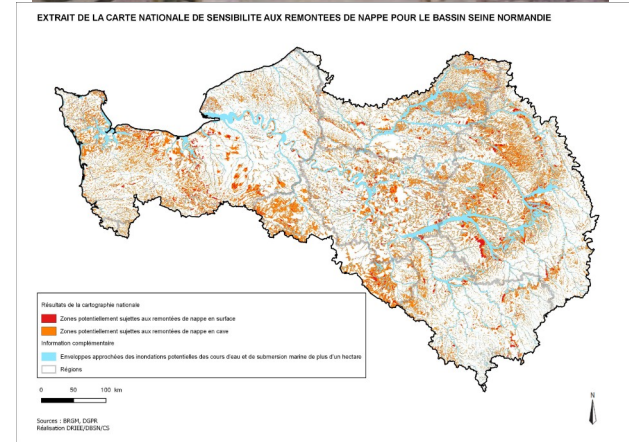 EXTRAIT DE LA CARTE NATIONALE DE SENSIBILITE AUX REMONTEES DE NAPPE POUR LE BASSIN SEINE NORMANDIE
Résultats de la cartographie nationale
Zones potentiellement sujettes aux remontées de nappe en surface
Zones potentiellement sujettes aux remontées de nappe en cave
Information complémentaire
Enveloppes approchées des inondations potentielles des cours d'eau et de submersion marine de plus d'un hectare
Régions
0 50 100 km
N
Sources : BRGM, DGPR
Réalisation DRIEE/DBSN/CS